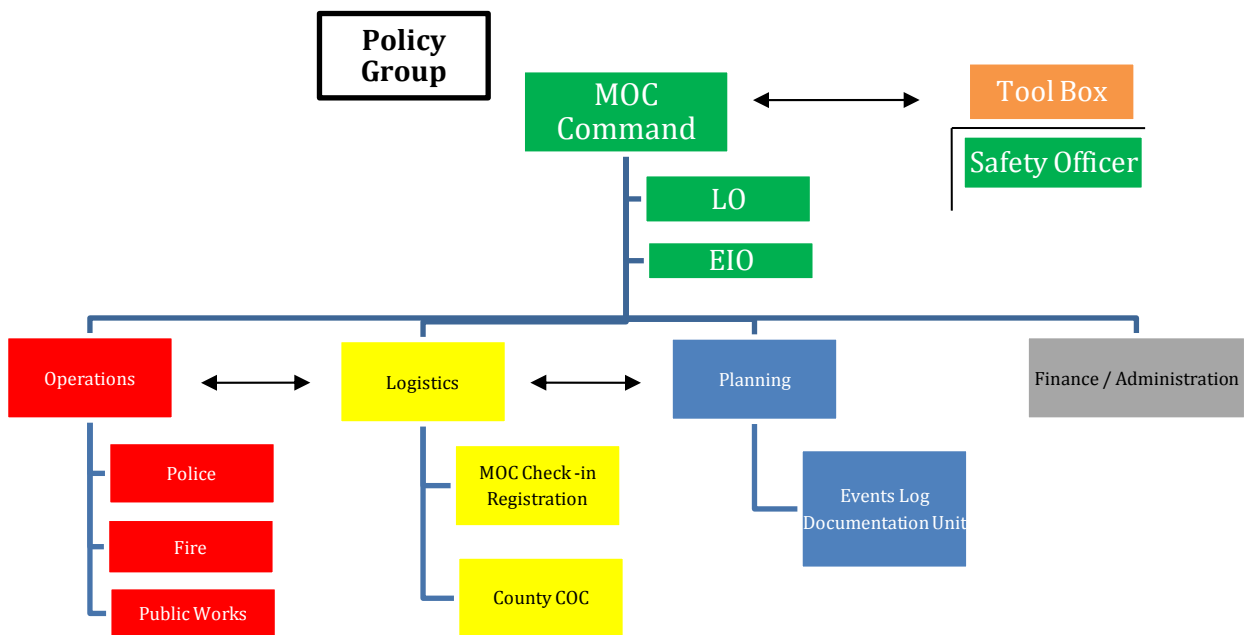 Policy
Group
MOC
Command
Tool Box
Safety Officer
LO
EIO
Operations
Logistics
Planning
Finance / Administration
Police
Fire
Public Works
MOC Check -in
Registration
County COC
Events Log
Documentation Unit